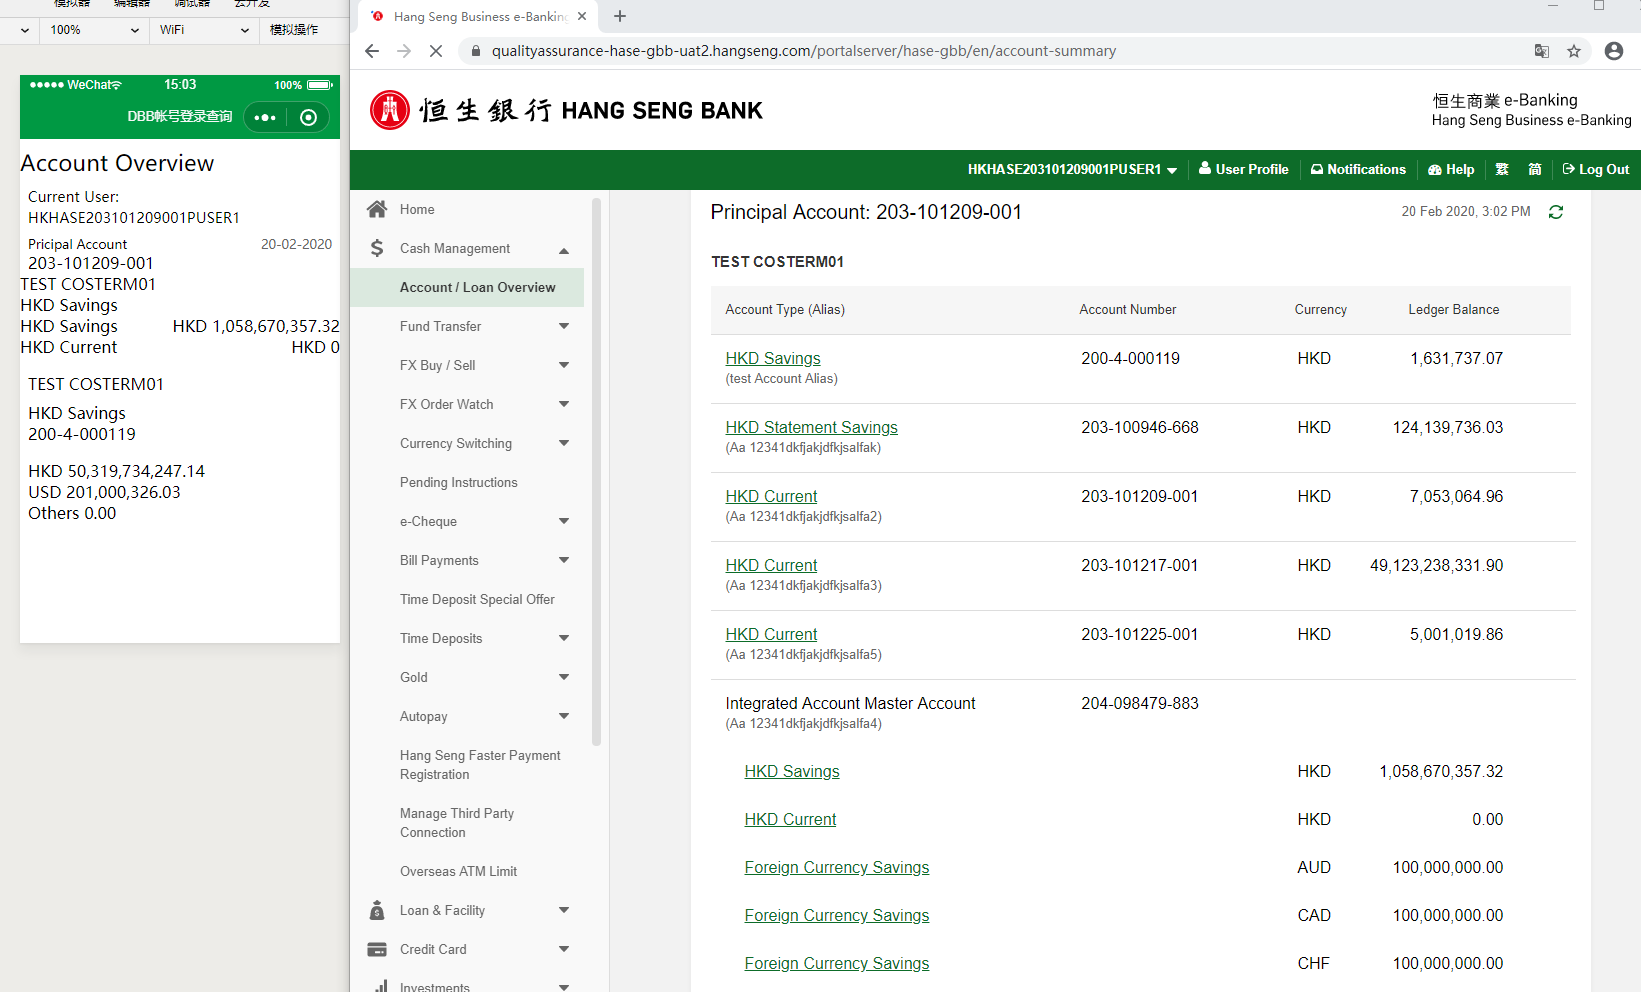 模拟器 编辑器 调试器 云开发
100% WiFi 模拟操作
WeChat 15:03 100%
DBB帐号登录查询
Account Overview
Current User:
HKHASE203101209001PUSER1
Pricipal Account 20-02-2020
203-101209-001
TEST COSTERM01
HKD Savings
HKD Savings HKD 1,058,670,357.32
HKD Current HKD 0
TEST COSTERM01
HKD Savings
200-4-000119
HKD 50,319,734,247.14
USD 201,000,326.03
Others 0.00
Hang Seng Business e-Banking
qualityassurance-hase-gbb-uat2.hangseng.com/portalserver/hase-gbb/en/account-summary
恒生銀行 HANG SENG BANK
恒生商業 e-Banking
Hang Seng Business e-Banking
HKHASE203101209001PUSER1 User Profile Notifications Help 繁 简 Log Out
Home
Cash Management
Account / Loan Overview
Fund Transfer
FX Buy / Sell
FX Order Watch
Currency Switching
Pending Instructions
e-Cheque
Bill Payments
Time Deposit Special Offer
Time Deposits
Gold
Autopay
Hang Seng Faster Payment
Registration
Manage Third Party
Connection
Overseas ATM Limit
Loan & Facility
Credit Card
Investments
Principal Account: 203-101209-001 20 Feb 2020, 3:02 PM
TEST COSTERM01
Account Type (Alias) Account Number Currency Ledger Balance
HKD Savings 200-4-000119 HKD 1,631,737.07
(test Account Alias)
HKD Statement Savings 203-100946-668 HKD 124,139,736.03
(Aa 12341dkfjakjdfkjsalfak)
HKD Current 203-101209-001 HKD 7,053,064.96
(Aa 12341dkfjakjdfkjsalfa2)
HKD Current 203-101217-001 HKD 49,123,238,331.90
(Aa 12341dkfjakjdfkjsalfa3)
HKD Current 203-101225-001 HKD 5,001,019.86
(Aa 12341dkfjakjdfkjsalfa5)
Integrated Account Master Account 204-098479-883
(Aa 12341dkfjakjdfkjsalfa4)
HKD Savings HKD 1,058,670,357.32
HKD Current HKD 0.00
Foreign Currency Savings AUD 100,000,000.00
Foreign Currency Savings CAD 100,000,000.00
Foreign Currency Savings CHF 100,000,000.00